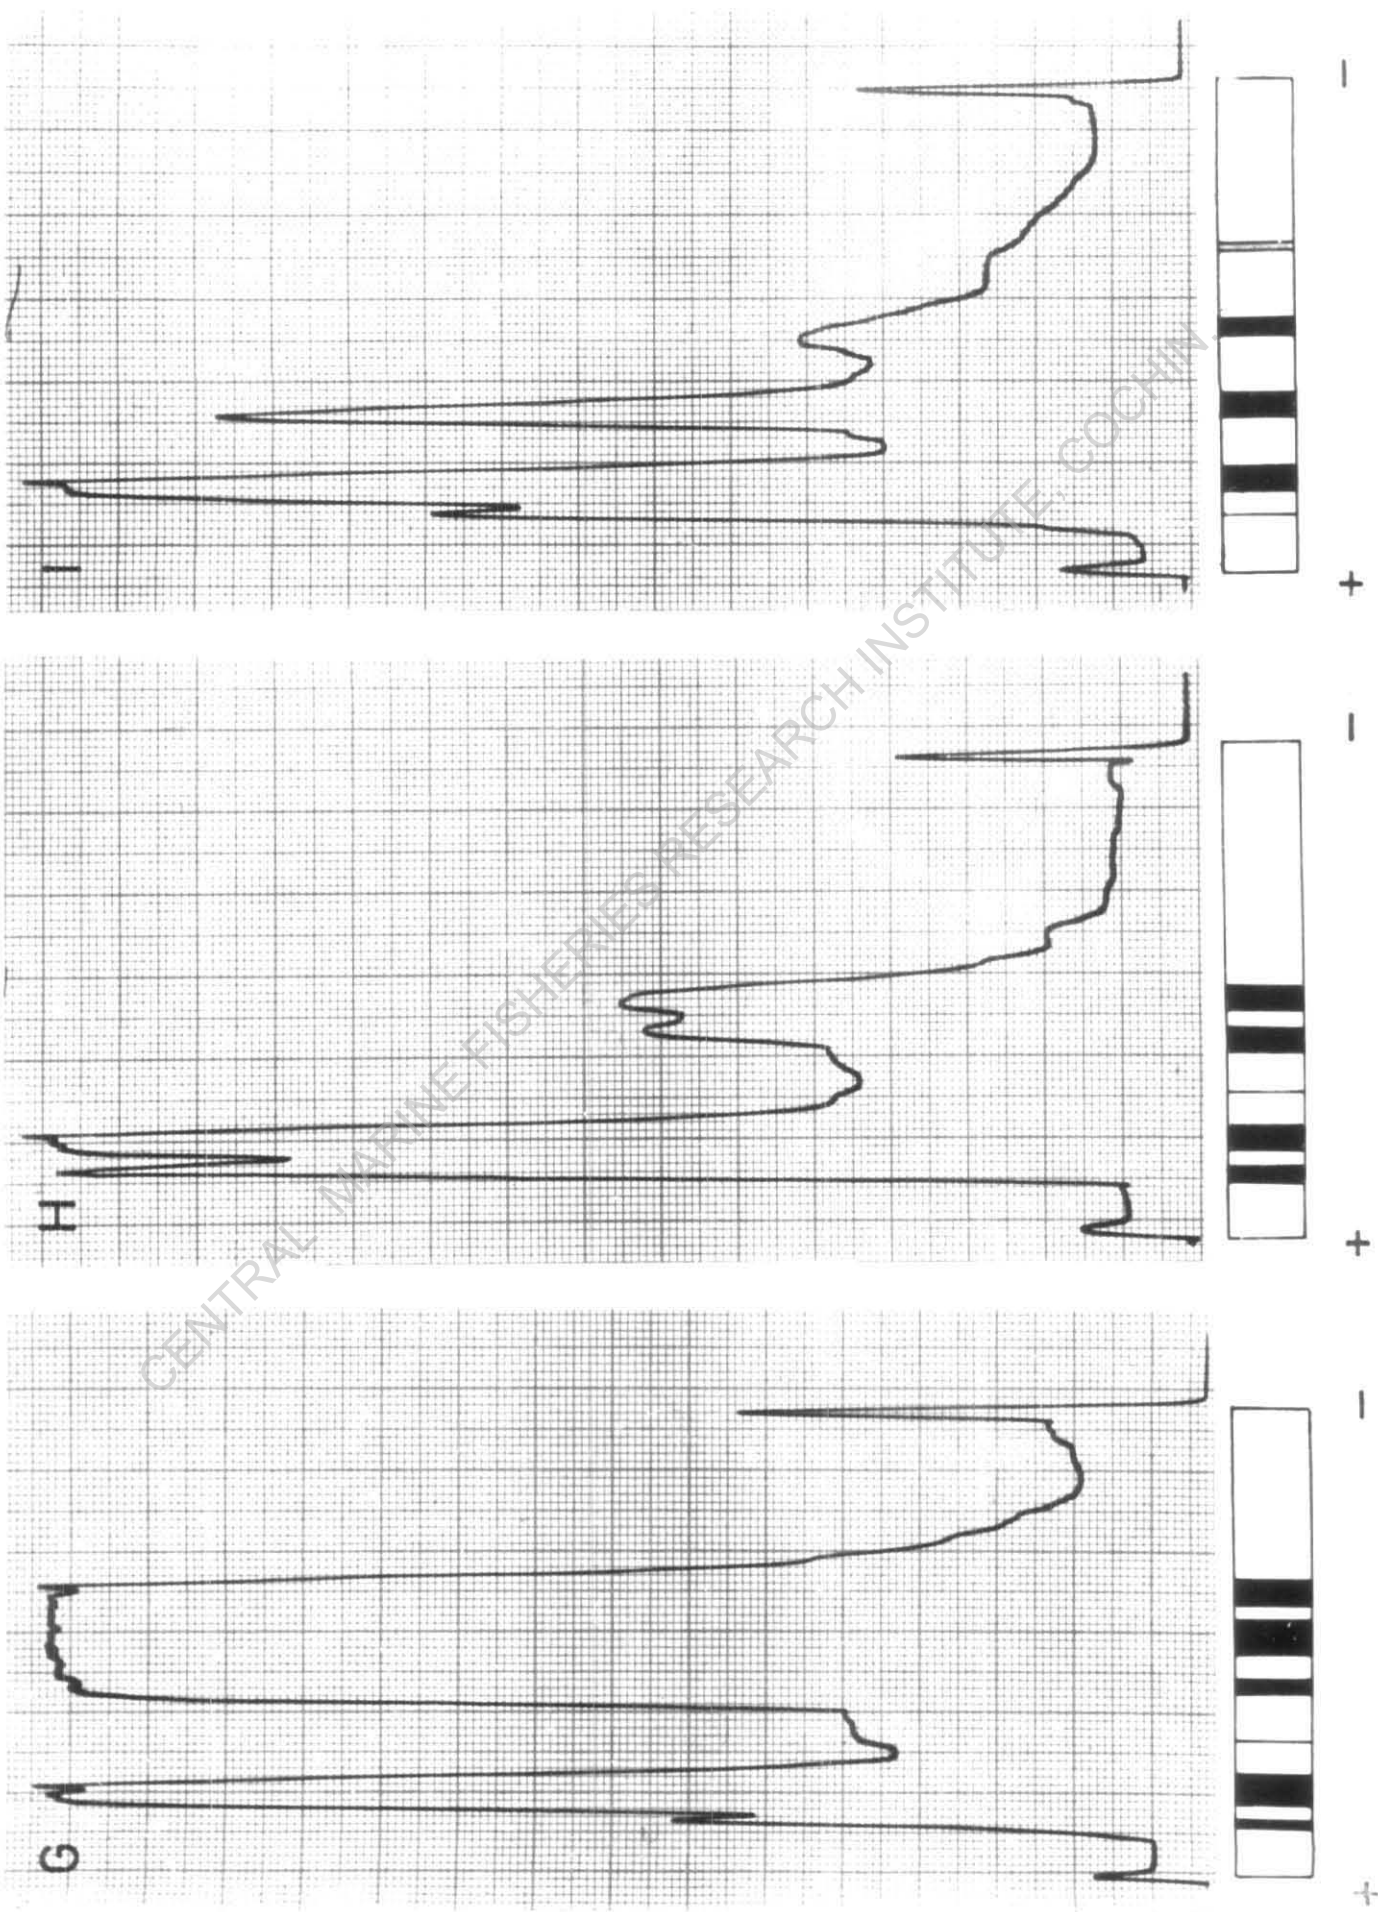 I
−
+
H
−
+
G
−
+
CENTRAL MARINE FISHERIES RESEARCH INSTITUTE, COCHIN.